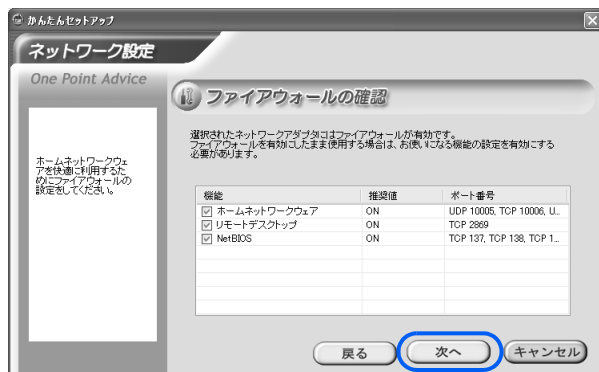 かんたんセットアップ
ネットワーク設定
One Point Advice
ホームネットワークウェ
アを快適に利用するた
めにファイアウォールの
設定をしてください。
ファイアウォールの確認
選択されたネットワークアダプタにはファイアウォールが有効です。
ファイアウォールを有効にしたまま使用する場合は、お使いになる機能の設定を有効にする
必要があります。
機能 推奨値 ポート番号
ホームネットワークウェア ON UDP 10005, TCP 10006, U...
リモートデスクトップ ON TCP 2869
NetBIOS ON TCP 137, TCP 138, TCP 1...
戻る 次へ キャンセル